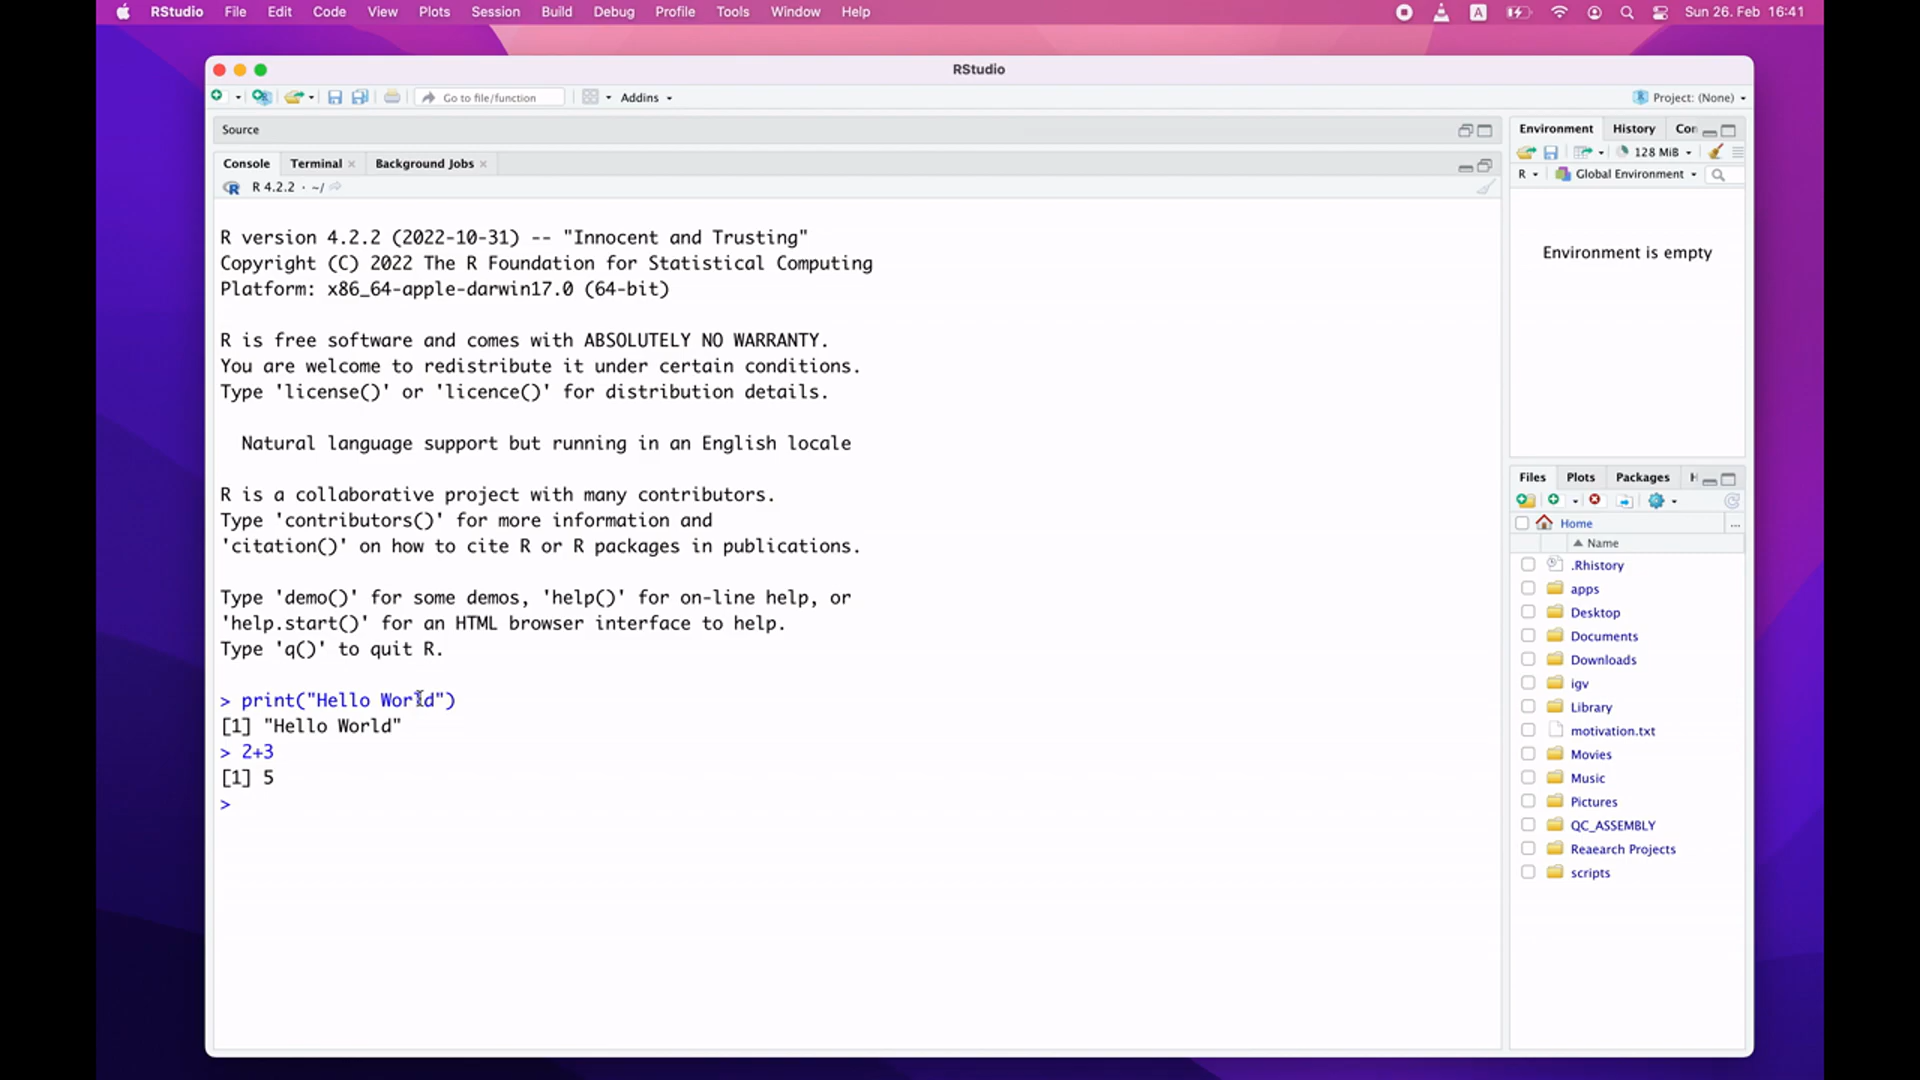 RStudio File Edit Code View Plots Session Build Debug Profile Tools Window Help A Sun 26. Feb 16:41
RStudio
Go to file/function Addins Project: (None)
Source
Console Terminal Background Jobs
R 4.2.2 · ~/
R version 4.2.2 (2022-10-31) -- "Innocent and Trusting"
Copyright (C) 2022 The R Foundation for Statistical Computing
Platform: x86_64-apple-darwin17.0 (64-bit)
R is free software and comes with ABSOLUTELY NO WARRANTY.
You are welcome to redistribute it under certain conditions.
Type 'license()' or 'licence()' for distribution details.
Natural language support but running in an English locale
R is a collaborative project with many contributors.
Type 'contributors()' for more information and
'citation()' on how to cite R or R packages in publications.
Type 'demo()' for some demos, 'help()' for on-line help, or
'help.start()' for an HTML browser interface to help.
Type 'q()' to quit R.
> print("Hello World")
[1] "Hello World"
> 2+3
[1] 5
>
Environment History Con
128 MiB
R Global Environment
Environment is empty
Files Plots Packages H
Home ...
Name
.Rhistory
apps
Desktop
Documents
Downloads
igv
Library
motivation.txt
Movies
Music
Pictures
QC_ASSEMBLY
Reaearch Projects
scripts